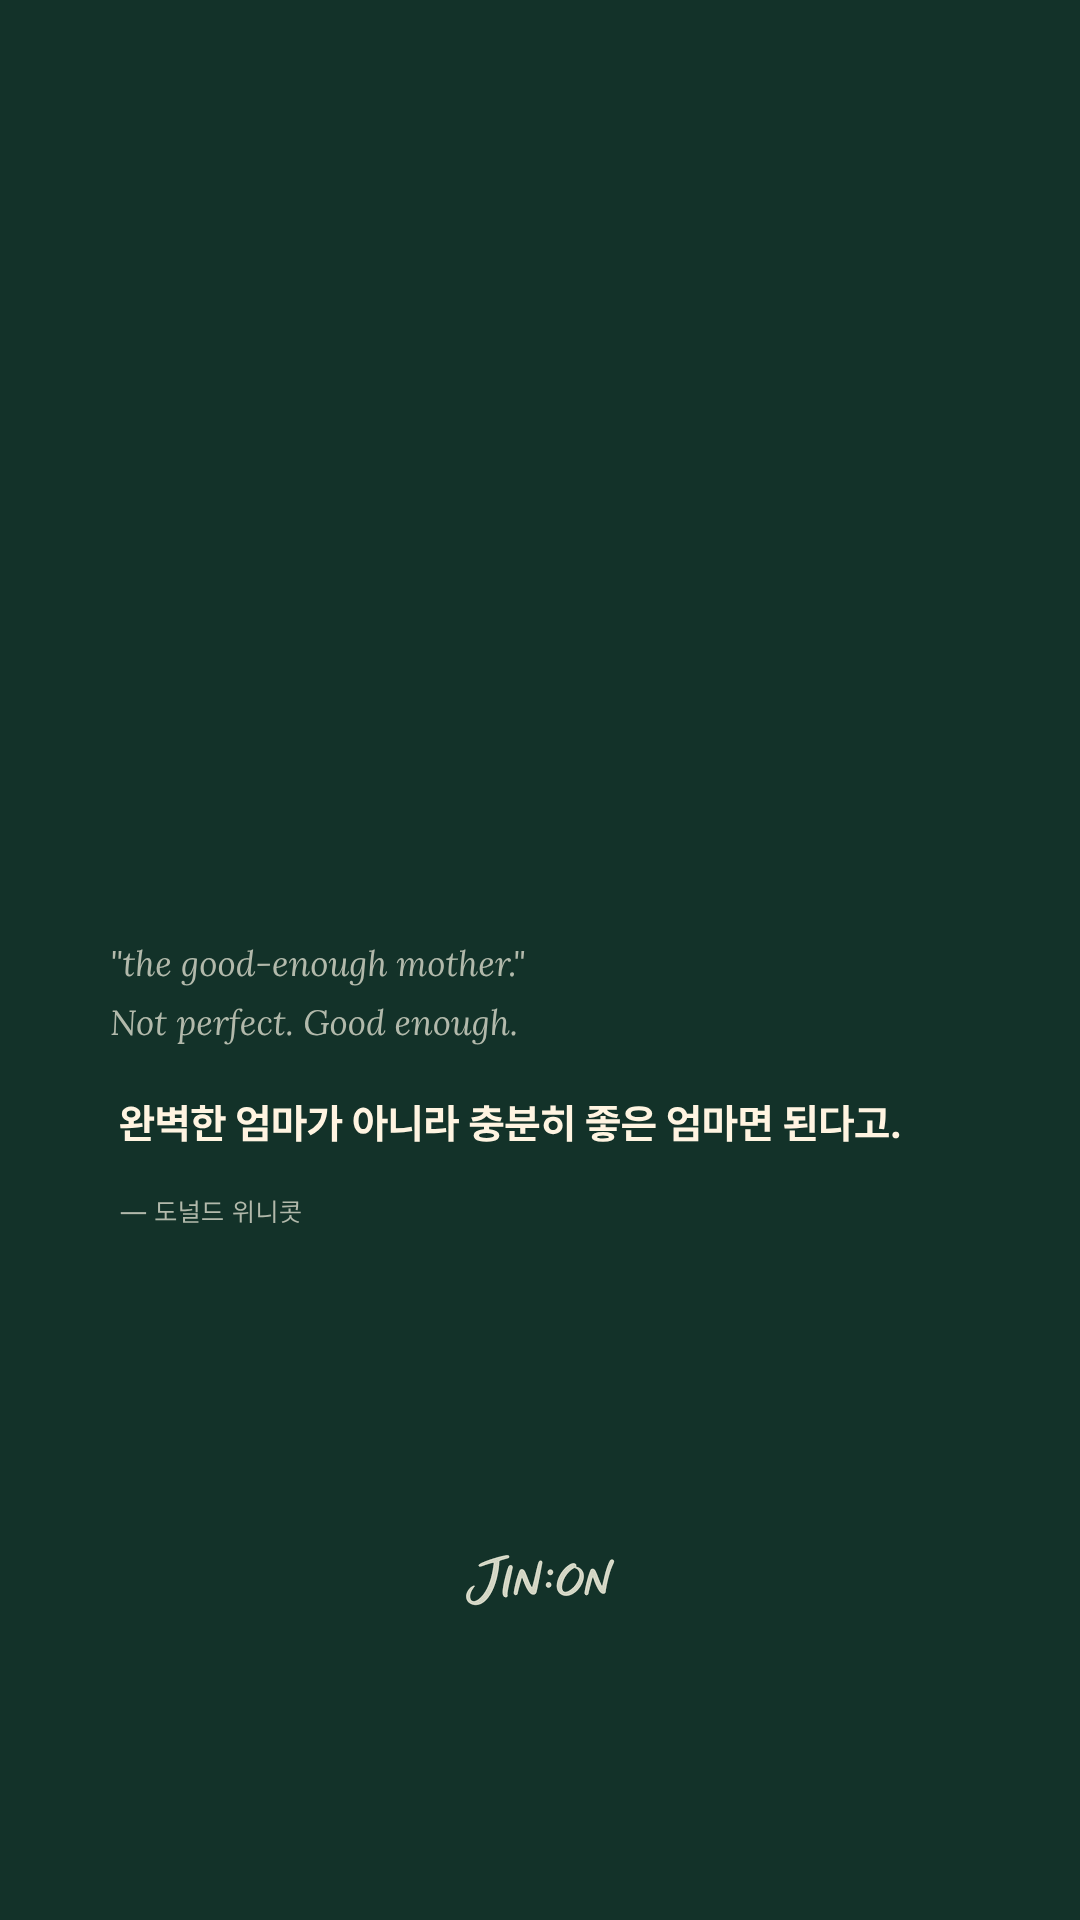 "the good-enough mother."
Not perfect. Good enough.
완벽한 엄마가 아니라 충분히 좋은 엄마면 된다고.
— 도널드 위니콧
JIN:ON